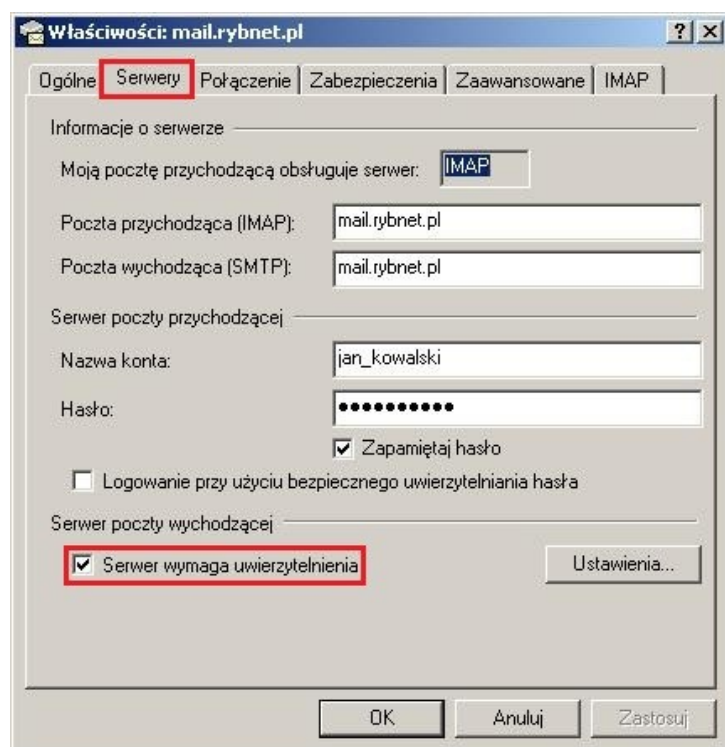 Właściwości: mail.rybnet.pl
Ogólne Serwery Połączenie Zabezpieczenia Zaawansowane IMAP
Informacje o serwerze
Moją pocztę przychodzącą obsługuje serwer: IMAP
Poczta przychodząca (IMAP): mail.rybnet.pl
Poczta wychodząca (SMTP): mail.rybnet.pl
Serwer poczty przychodzącej
Nazwa konta: jan_kowalski
Hasło: ●●●●●●●●●●
Zapamiętaj hasło
Logowanie przy użyciu bezpiecznego uwierzytelniania hasła
Serwer poczty wychodzącej
Serwer wymaga uwierzytelnienia Ustawienia...
OK Anuluj Zastosuj